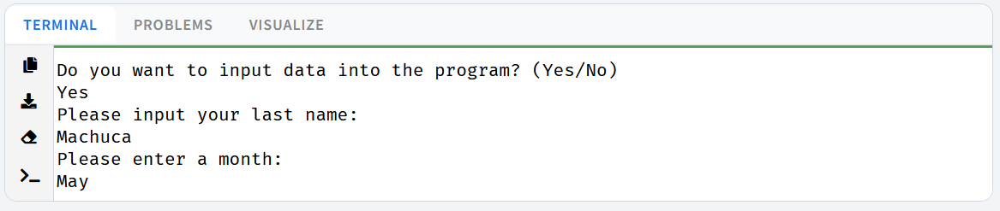 TERMINAL PROBLEMS VISUALIZE
Do you want to input data into the program? (Yes/No)
Yes
Please input your last name:
Machuca
Please enter a month:
May